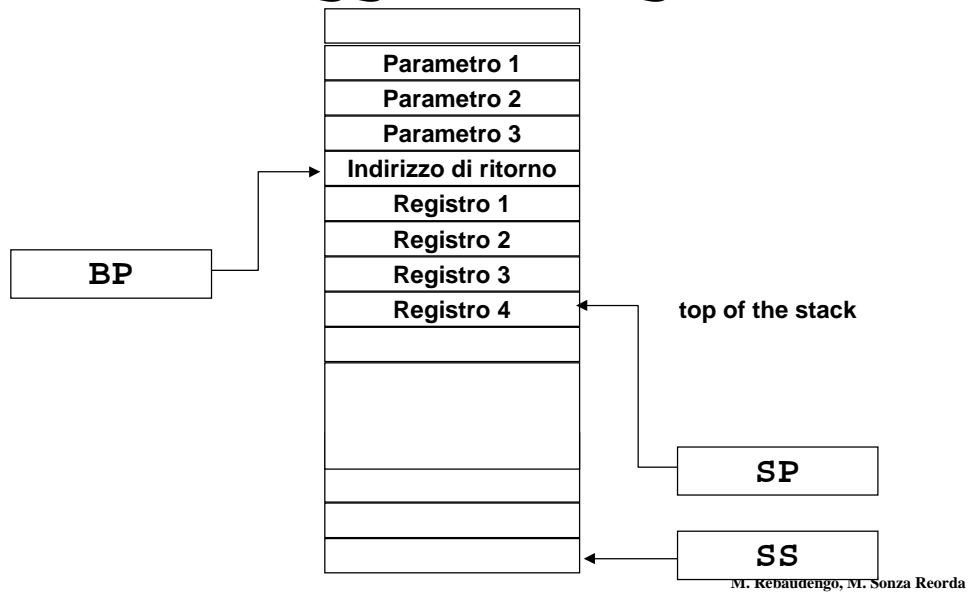 Parametro 1
Parametro 2
Parametro 3
Indirizzo di ritorno
Registro 1
Registro 2
BP
Registro 3
Registro 4
top of the stack
SP
SS
M. Rebaudengo, M. Sonza Reorda